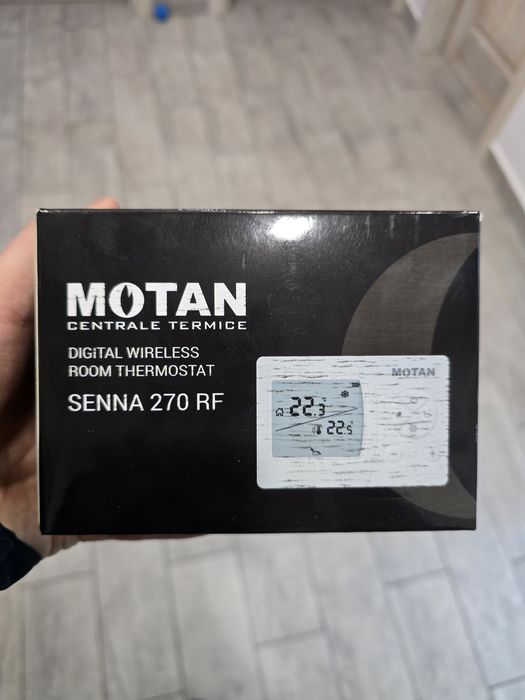 MOTAN
CENTRALE TERMICE
DIGITAL WIRELESS
ROOM THERMOSTAT
SENNA 270 RF
MOTAN
22.3°C
22.5°